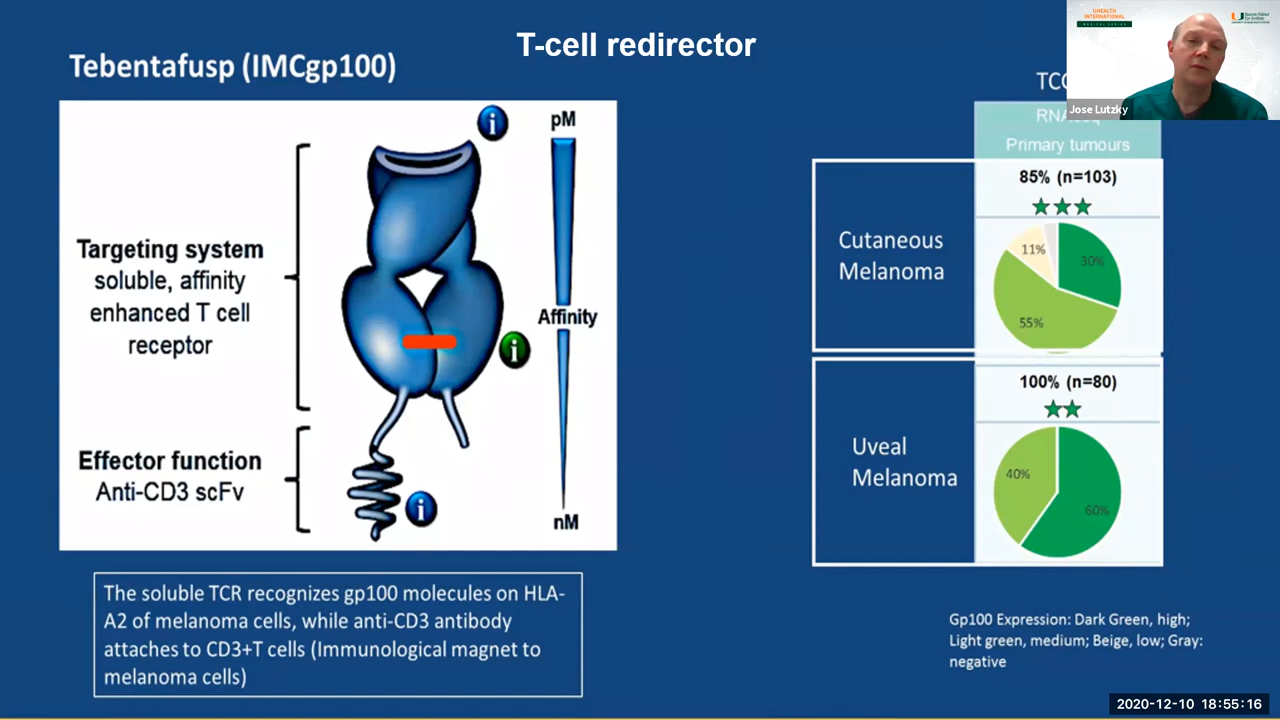 T-cell redirector
Tebentafusp (IMCgp100)
UHEALTH
INTERNATIONAL
Jose Lutzky
pM
Targeting system
soluble, affinity
enhanced T cell
receptor
Affinity
Effector function
Anti-CD3 scFv
nM
i
i
i
The soluble TCR recognizes gp100 molecules on HLA-
A2 of melanoma cells, while anti-CD3 antibody
attaches to CD3+T cells (Immunological magnet to
melanoma cells)
Primary tumours
85% (n=103)
Cutaneous
Melanoma
11%
30%
55%
100% (n=80)
Uveal
Melanoma
40%
60%
Gp100 Expression: Dark Green, high;
Light green, medium; Beige, low; Gray:
negative
2020-12-10 18:55:16